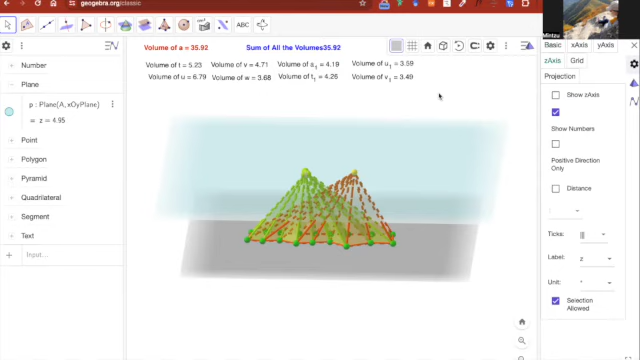 geogebra.org/classic
ABC
Mintzu
Volume of a = 35.92
Sum of All the Volumes35.92
Volume of t = 5.23
Volume of v = 4.71
Volume of a₁ = 4.19
Volume of u₁ = 3.59
Volume of u = 6.79
Volume of w = 3.68
Volume of t₁ = 4.26
Volume of v₁ = 3.49
Number
Plane
p : Plane(A, xOyPlane)
= z = 4.95
Point
Polygon
Pyramid
Quadrilateral
Segment
Text
Input...
Basic
xAxis
yAxis
zAxis
Grid
Projection
Show zAxis
Show Numbers
Positive Direction
Only
Distance
Ticks:
Label:
z
Unit:
Selection
Allowed